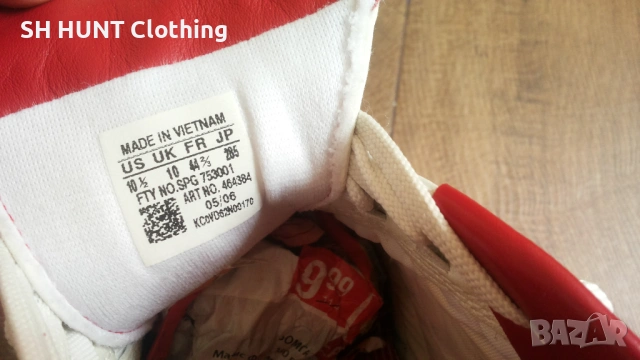 SH HUNT Clothing
MADE IN VIETNAM
US UK FR JP
10 ½ 10 44 ⅔ 285
FTY NO.SPG 753001
ART NO. 464384
05/06
KC0VD62N00170
9.99
BAZAR